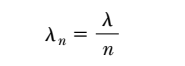 λₙ = λ/n